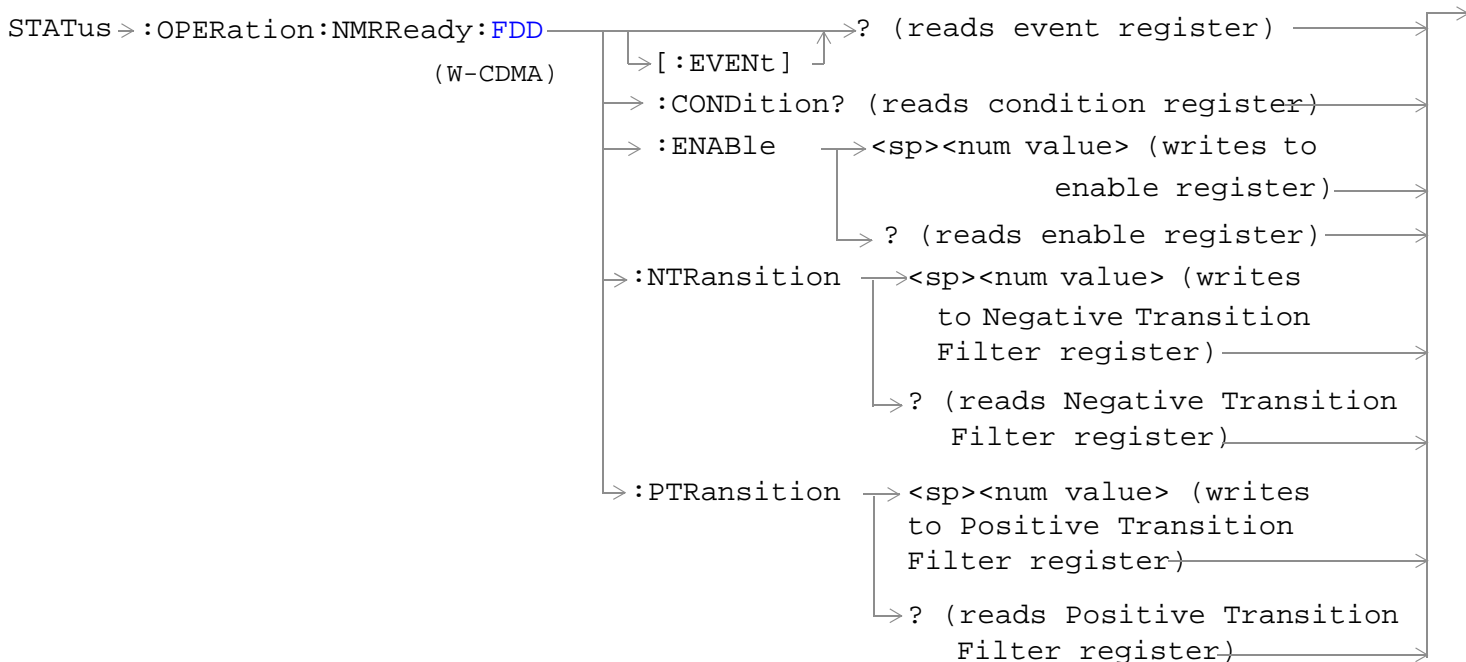 STATus :OPERation:NMRReady:FDD ? (reads event register)
[:EVENt]
(W-CDMA)
:CONDition? (reads condition register)
:ENABle <sp><num value> (writes to
enable register)
? (reads enable register)
:NTRansition <sp><num value> (writes
to Negative Transition
Filter register)
? (reads Negative Transition
Filter register)
:PTRansition <sp><num value> (writes
to Positive Transition
Filter register)
? (reads Positive Transition
Filter register)